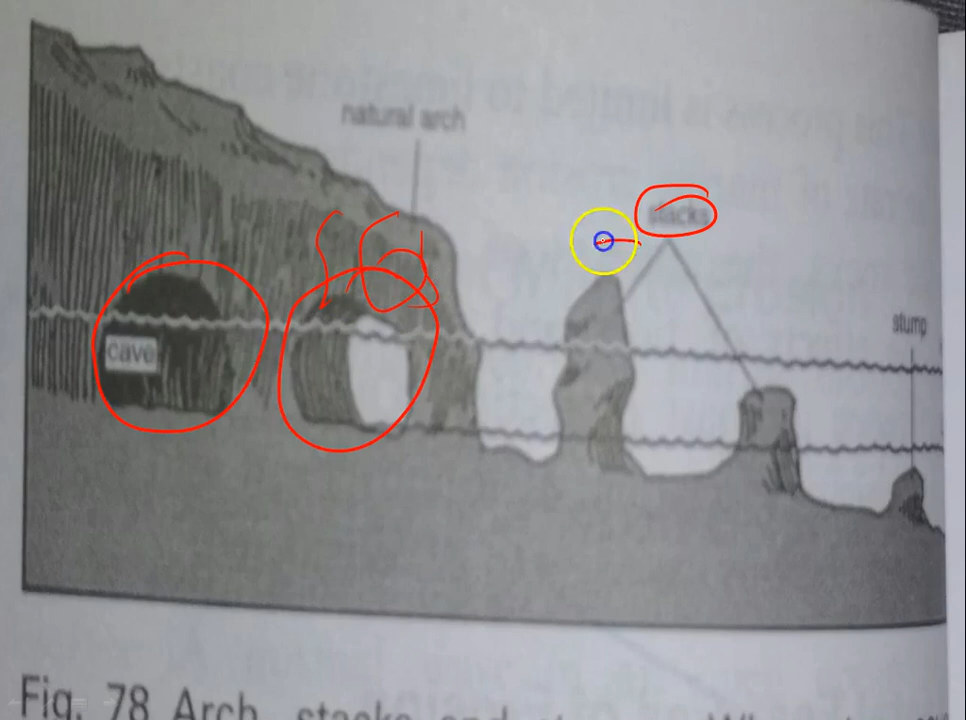 natural arch
stacks
stump
cave
Fig. 78 Arch, stacks and